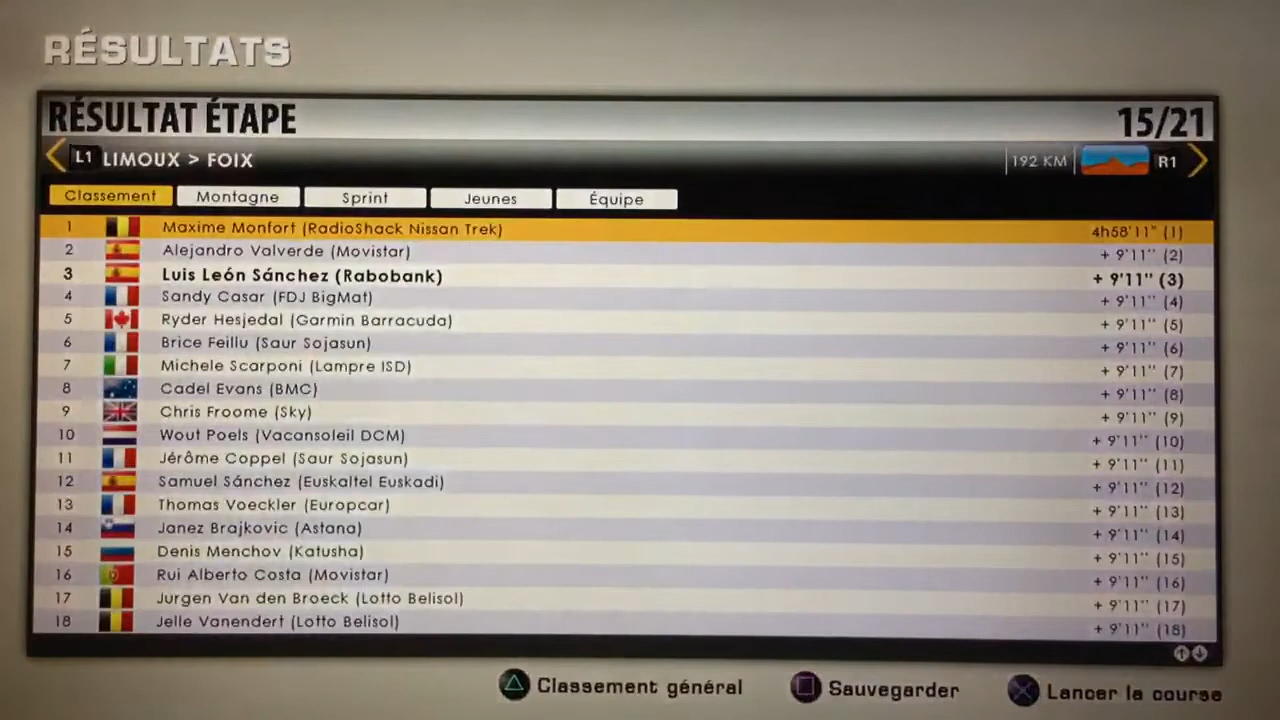 RÉSULTATS
RÉSULTAT ÉTAPE 15/21
L1 LIMOUX > FOIX 192 KM R1
Classement Montagne Sprint Jeunes Équipe
1 Maxime Monfort (RadioShack Nissan Trek) 4h58'11" (1)
2 Alejandro Valverde (Movistar) + 9'11" (2)
3 Luis León Sánchez (Rabobank) + 9'11" (3)
4 Sandy Casar (FDJ BigMat) + 9'11" (4)
5 Ryder Hesjedal (Garmin Barracuda) + 9'11" (5)
6 Brice Feillu (Saur Sojasun) + 9'11" (6)
7 Michele Scarponi (Lampre ISD) + 9'11" (7)
8 Cadel Evans (BMC) + 9'11" (8)
9 Chris Froome (Sky) + 9'11" (9)
10 Wout Poels (Vacansoleil DCM) + 9'11" (10)
11 Jérôme Coppel (Saur Sojasun) + 9'11" (11)
12 Samuel Sánchez (Euskaltel Euskadi) + 9'11" (12)
13 Thomas Voeckler (Europcar) + 9'11" (13)
14 Janez Brajkovic (Astana) + 9'11" (14)
15 Denis Menchov (Katusha) + 9'11" (15)
16 Rui Alberto Costa (Movistar) + 9'11" (16)
17 Jurgen Van den Broeck (Lotto Belisol) + 9'11" (17)
18 Jelle Vanendert (Lotto Belisol) + 9'11" (18)
Classement général Sauvegarder Lancer la course